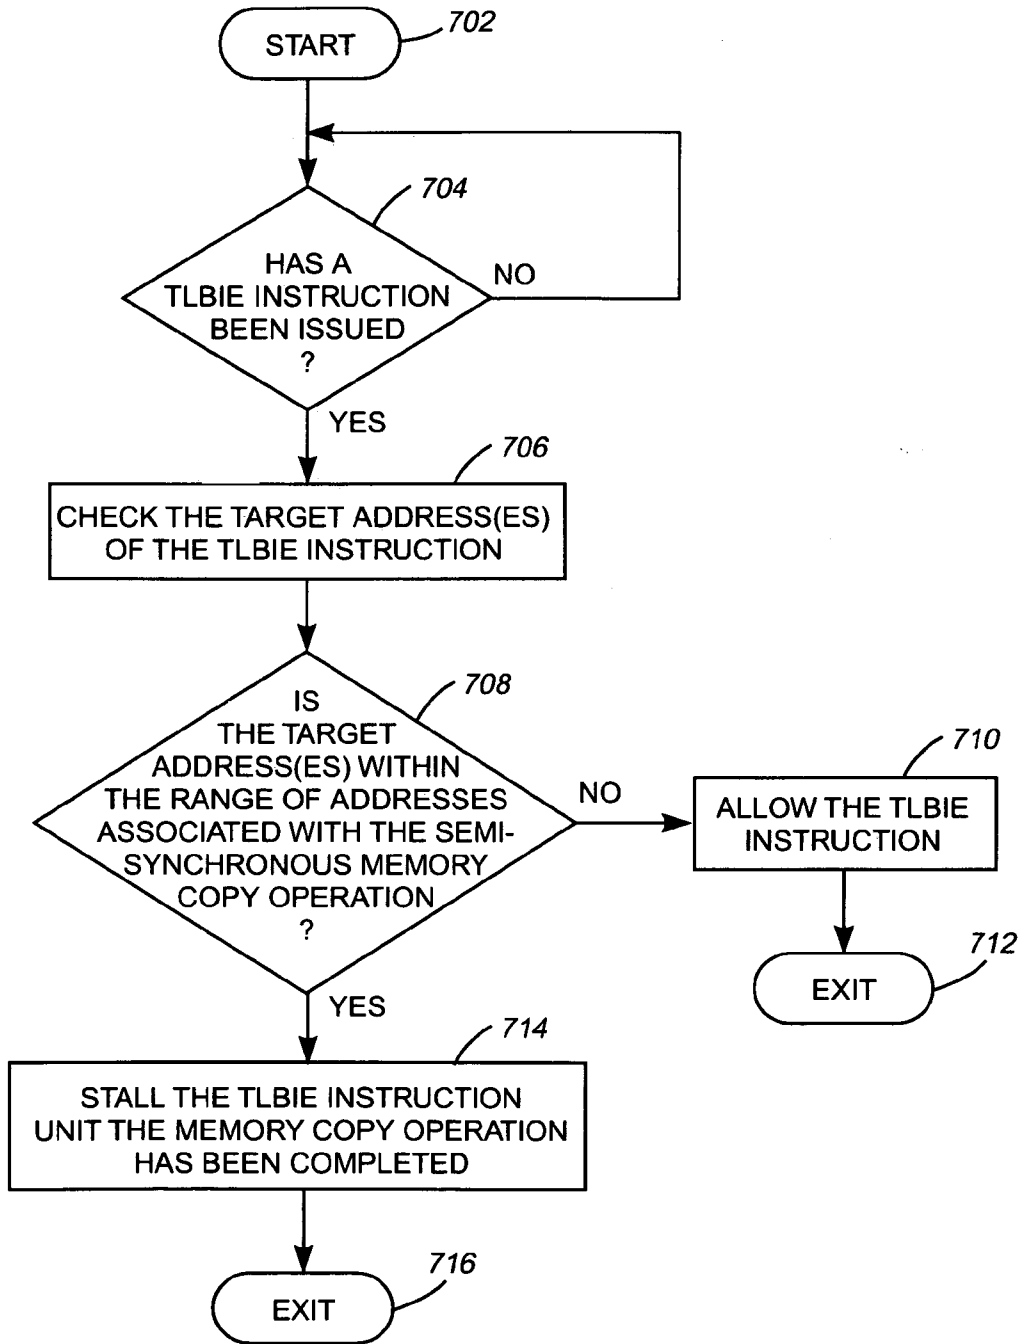 START
702
704
HAS A
TLBIE INSTRUCTION
BEEN ISSUED
?
NO
YES
706
CHECK THE TARGET ADDRESS(ES)
OF THE TLBIE INSTRUCTION
708
IS
THE TARGET
ADDRESS(ES) WITHIN
THE RANGE OF ADDRESSES
ASSOCIATED WITH THE SEMI-
SYNCHRONOUS MEMORY
COPY OPERATION
?
NO
710
ALLOW THE TLBIE
INSTRUCTION
712
EXIT
YES
714
STALL THE TLBIE INSTRUCTION
UNIT THE MEMORY COPY OPERATION
HAS BEEN COMPLETED
716
EXIT